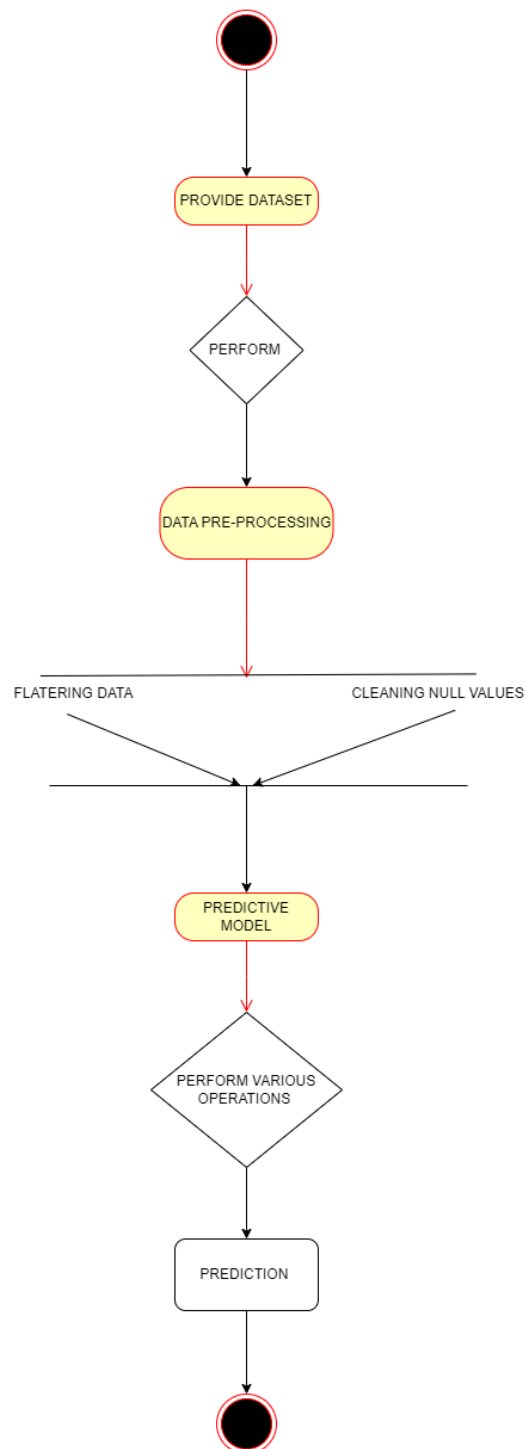 PROVIDE DATASET
PERFORM
DATA PRE-PROCESSING
FLATERING DATA
CLEANING NULL VALUES
PREDICTIVE
MODEL
PERFORM VARIOUS
OPERATIONS
PREDICTION